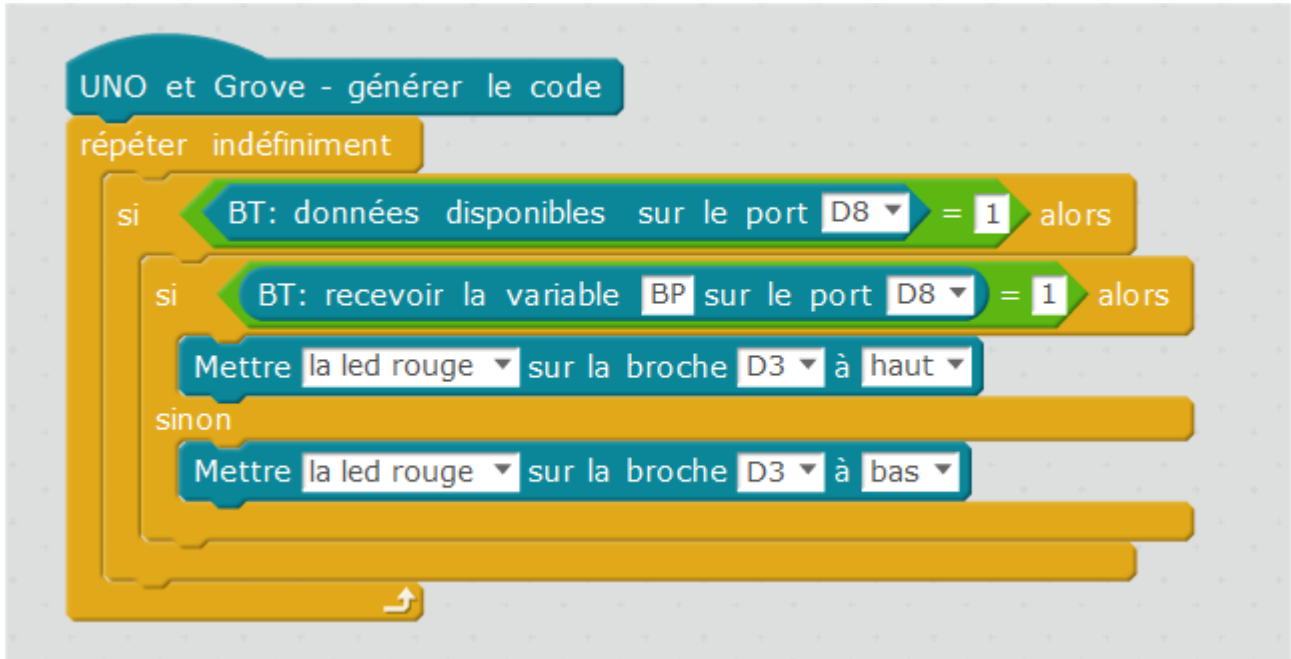 UNO et Grove - générer le code
répéter indéfiniment
si BT: données disponibles sur le port D8 = 1 alors
si BT: recevoir la variable BP sur le port D8 = 1 alors
Mettre la led rouge sur la broche D3 à haut
sinon
Mettre la led rouge sur la broche D3 à bas